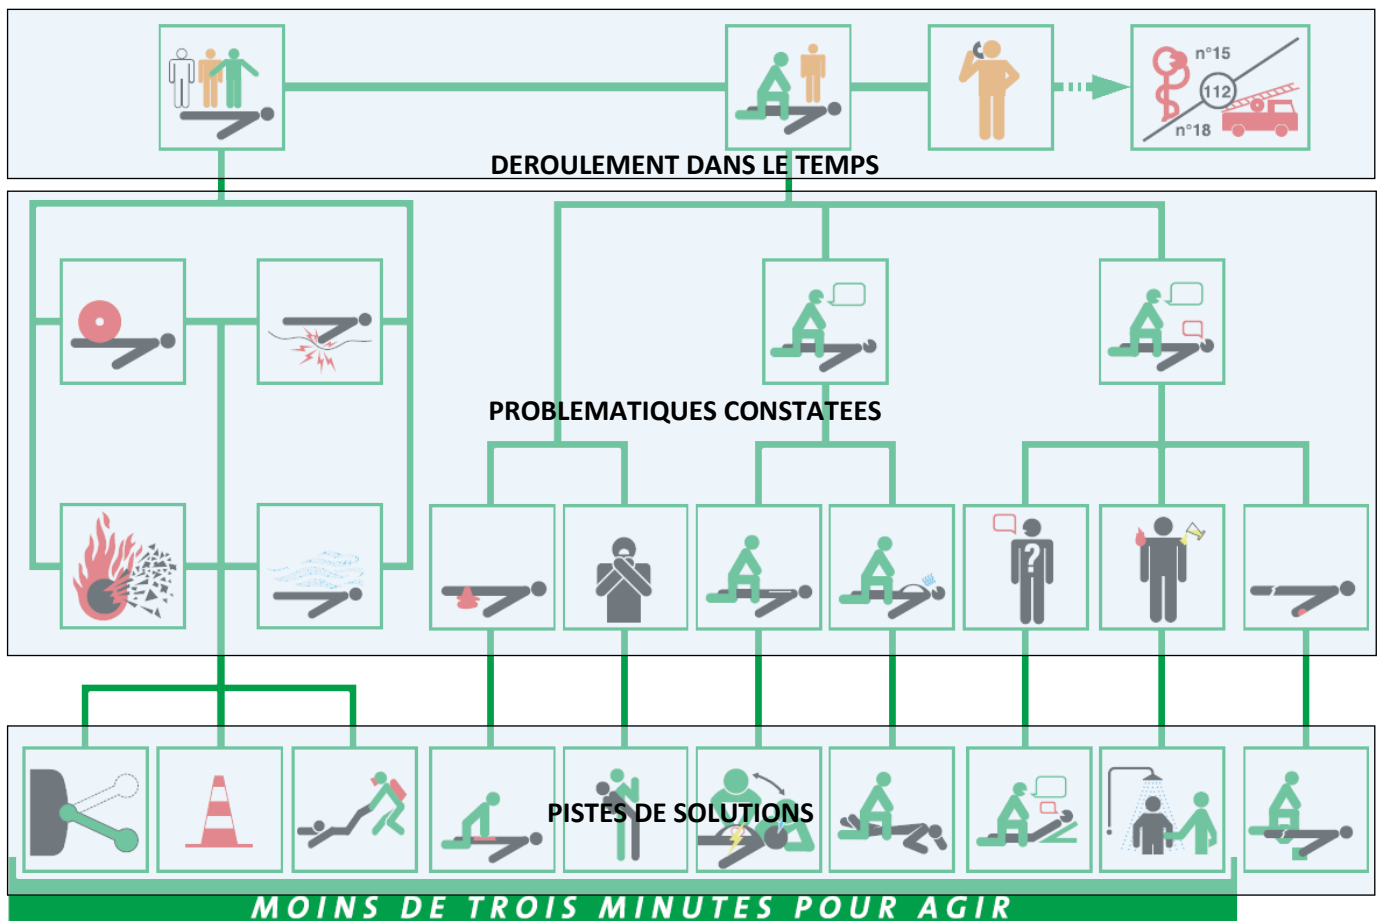 n°15
112
n°18
DEROULEMENT DANS LE TEMPS
PROBLEMATIQUES CONSTATEES
?
PISTES DE SOLUTIONS
MOINS DE TROIS MINUTES POUR AGIR